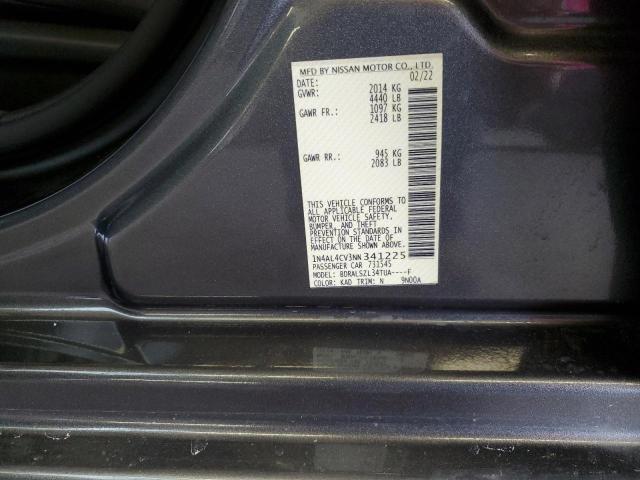 MFD BY NISSAN MOTOR CO., LTD.
DATE: 02/22
GVWR: 2014 KG
4440 LB
GAWR FR.: 1097 KG
2418 LB
GAWR RR.: 945 KG
2083 LB
THIS VEHICLE CONFORMS TO
ALL APPLICABLE FEDERAL
MOTOR VEHICLE SAFETY,
BUMPER, AND THEFT
PREVENTION STANDARDS IN
EFFECT ON THE DATE OF
MANUFACTURE SHOWN ABOVE.
1N4AL4CV3NN341225
PASSENGER CAR 731545
MODEL: BDRALSZL34TUA----F
COLOR: KAD TRIM: N 9N00A